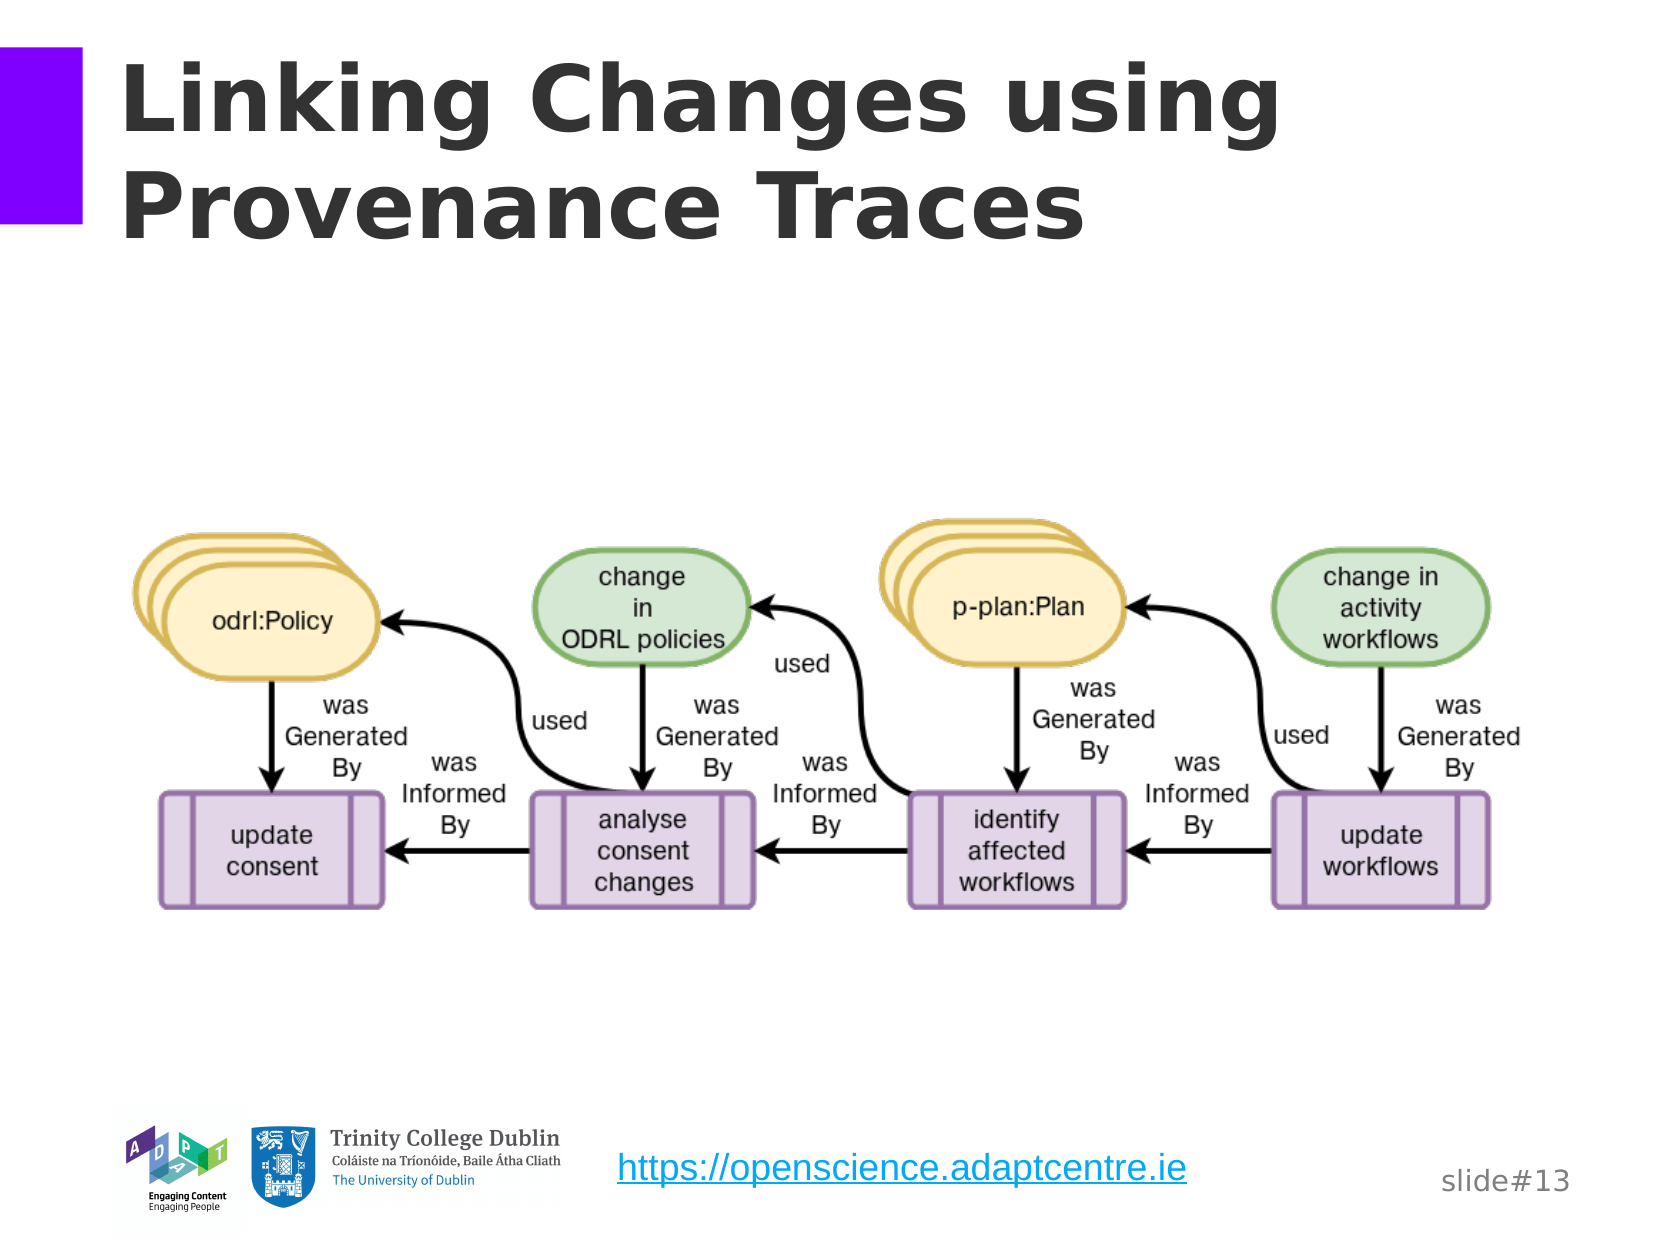 Linking Changes using
Provenance Traces
odrl:Policy
change
in
ODRL policies
p-plan:Plan
change in
activity
workflows
used
used
used
was
Generated
By
was
Generated
By
was
Generated
By
was
Generated
By
was
Informed
By
was
Informed
By
was
Informed
By
update
consent
analyse
consent
changes
identify
affected
workflows
update
workflows
ADAPT
Engaging Content
Engaging People
Trinity College Dublin
Coláiste na Tríonóide, Baile Átha Cliath
The University of Dublin
https://openscience.adaptcentre.ie
slide#13